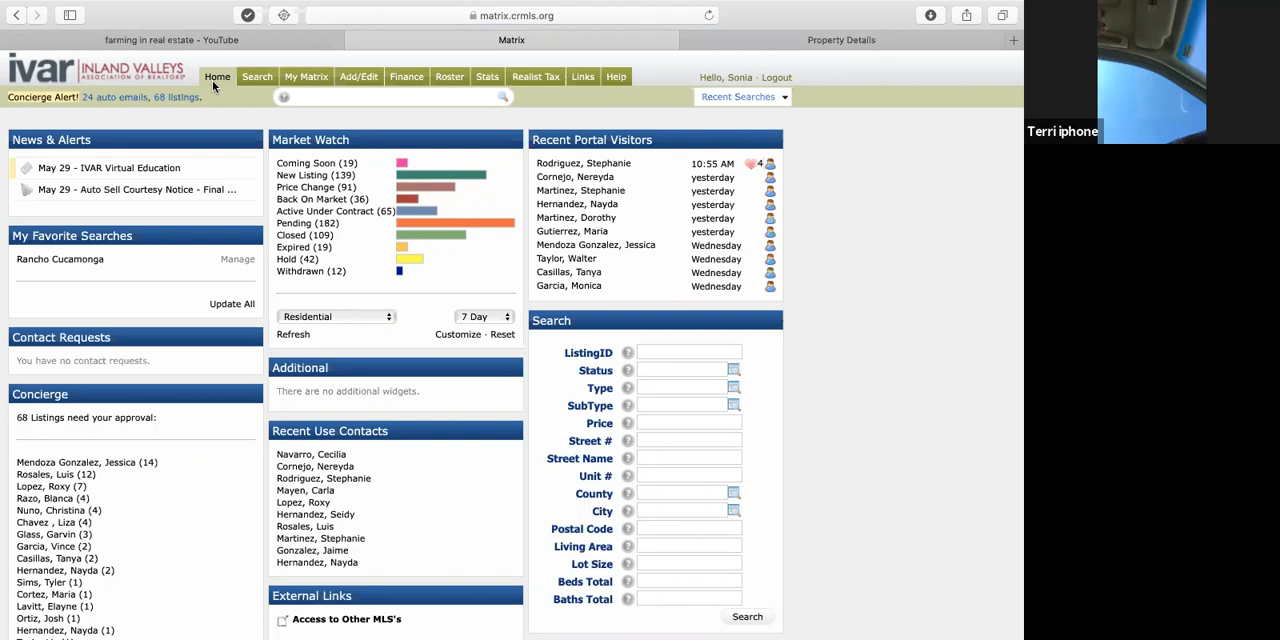 matrix.crmls.org
farming in real estate - YouTube
Matrix
Property Details
ivar INLAND VALLEYS
ASSOCIATION OF REALTORS®
Home
Search
My Matrix
Add/Edit
Finance
Roster
Stats
Realist Tax
Links
Help
Hello, Sonia · Logout
Concierge Alert! 24 auto emails, 68 listings.
Recent Searches
News & Alerts
May 29 - IVAR Virtual Education
May 29 - Auto Sell Courtesy Notice - Final ...
My Favorite Searches
Rancho Cucamonga Manage
Update All
Contact Requests
You have no contact requests.
Concierge
68 Listings need your approval:
Mendoza Gonzalez, Jessica (14)
Rosales, Luis (12)
Lopez, Roxy (7)
Razo, Blanca (4)
Nuno, Christina (4)
Chavez , Liza (4)
Glass, Garvin (3)
Garcia, Vince (2)
Casillas, Tanya (2)
Hernandez, Nayda (2)
Sims, Tyler (1)
Cortez, Maria (1)
Lavitt, Elayne (1)
Ortiz, Josh (1)
Hernandez, Nayda (1)
Market Watch
Coming Soon (19)
New Listing (139)
Price Change (91)
Back On Market (36)
Active Under Contract (65)
Pending (182)
Closed (109)
Expired (19)
Hold (42)
Withdrawn (12)
Residential
7 Day
Refresh
Customize · Reset
Additional
There are no additional widgets.
Recent Use Contacts
Navarro, Cecilia
Cornejo, Nereyda
Rodriguez, Stephanie
Mayen, Carla
Lopez, Roxy
Hernandez, Seidy
Rosales, Luis
Martinez, Stephanie
Gonzalez, Jaime
Hernandez, Nayda
External Links
Access to Other MLS's
Recent Portal Visitors
Rodriguez, Stephanie 10:55 AM 4
Cornejo, Nereyda yesterday
Martinez, Stephanie yesterday
Hernandez, Nayda yesterday
Martinez, Dorothy yesterday
Gutierrez, Maria yesterday
Mendoza Gonzalez, Jessica Wednesday
Taylor, Walter Wednesday
Casillas, Tanya Wednesday
Garcia, Monica Wednesday
Search
ListingID
Status
Type
SubType
Price
Street #
Street Name
Unit #
County
City
Postal Code
Living Area
Lot Size
Beds Total
Baths Total
Search
Terri iphone